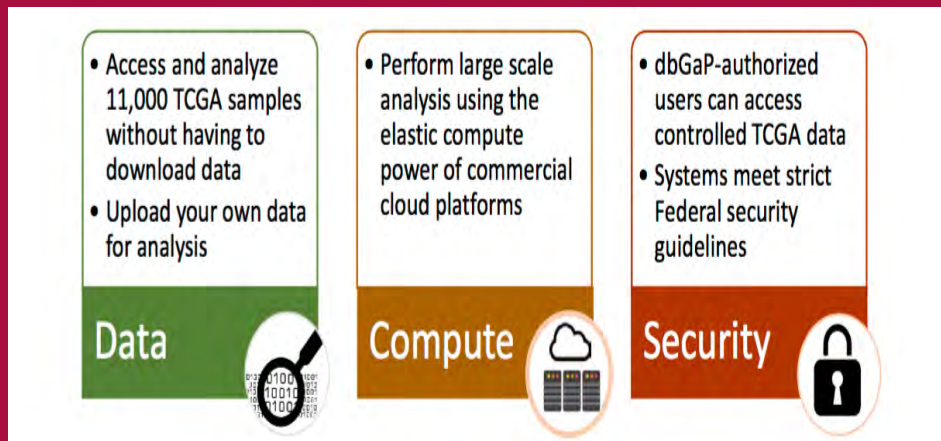 • Access and analyze
11,000 TCGA samples
without having to
download data
• Upload your own data
for analysis
Data
• Perform large scale
analysis using the
elastic compute
power of commercial
cloud platforms
Compute
• dbGaP-authorized
users can access
controlled TCGA data
• Systems meet strict
Federal security
guidelines
Security